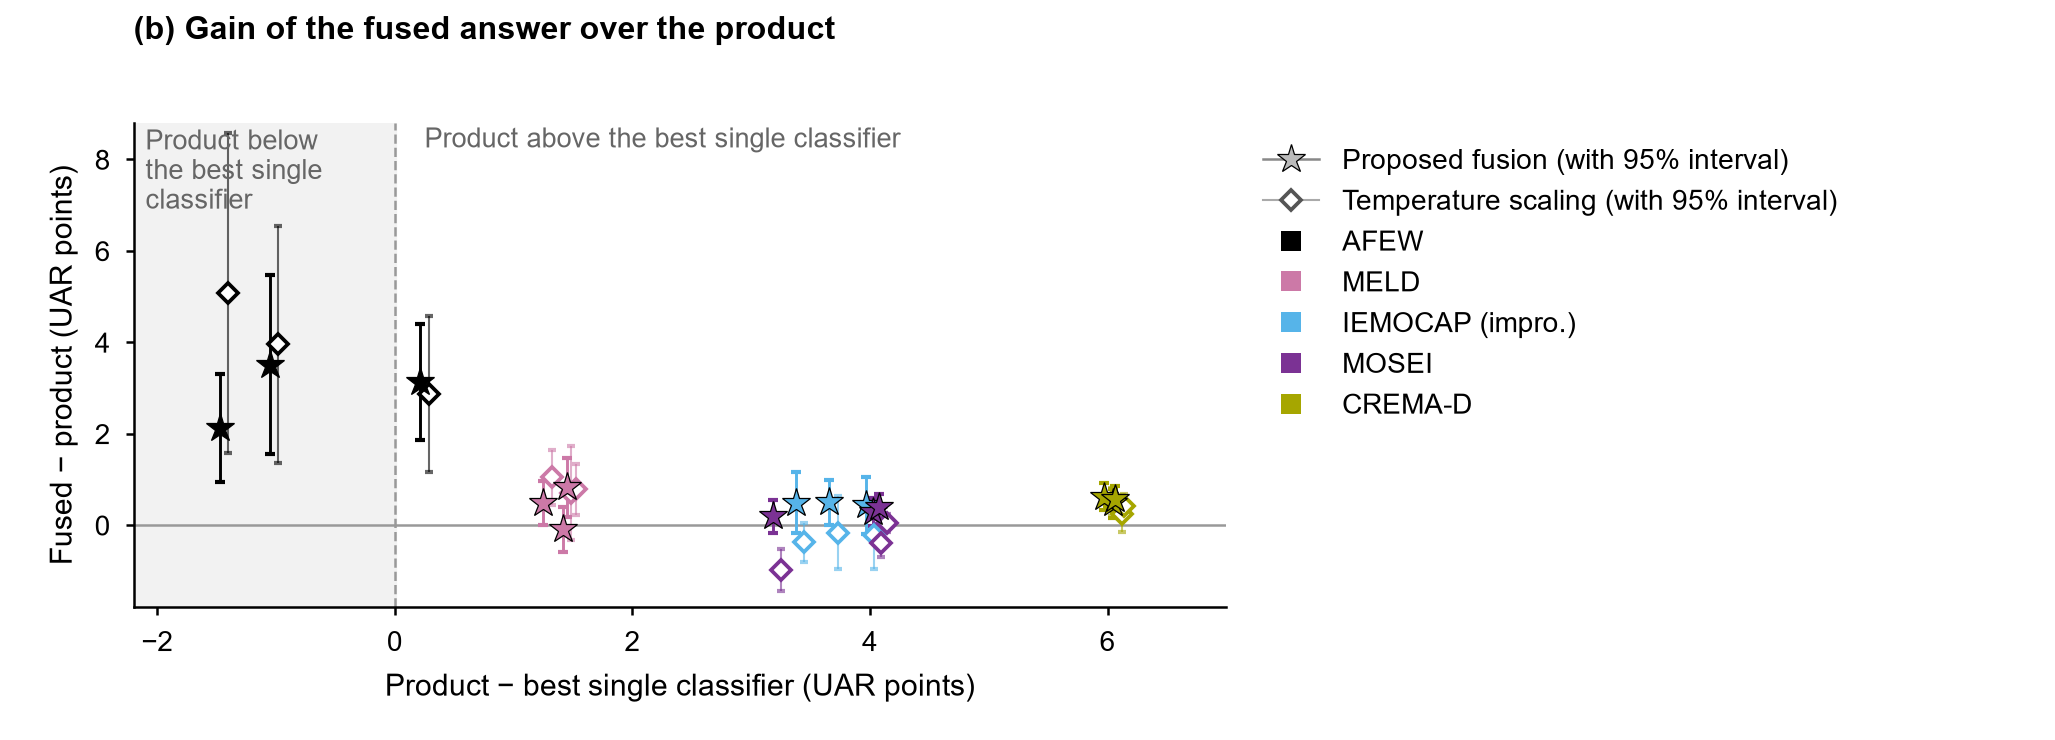 (b) Gain of the fused answer over the product
Product below
the best single
classifier
Product above the best single classifier
Fused − product (UAR points)
8
6
4
2
0
−2
0
2
4
6
Product − best single classifier (UAR points)
Proposed fusion (with 95% interval)
Temperature scaling (with 95% interval)
AFEW
MELD
IEMOCAP (impro.)
MOSEI
CREMA-D